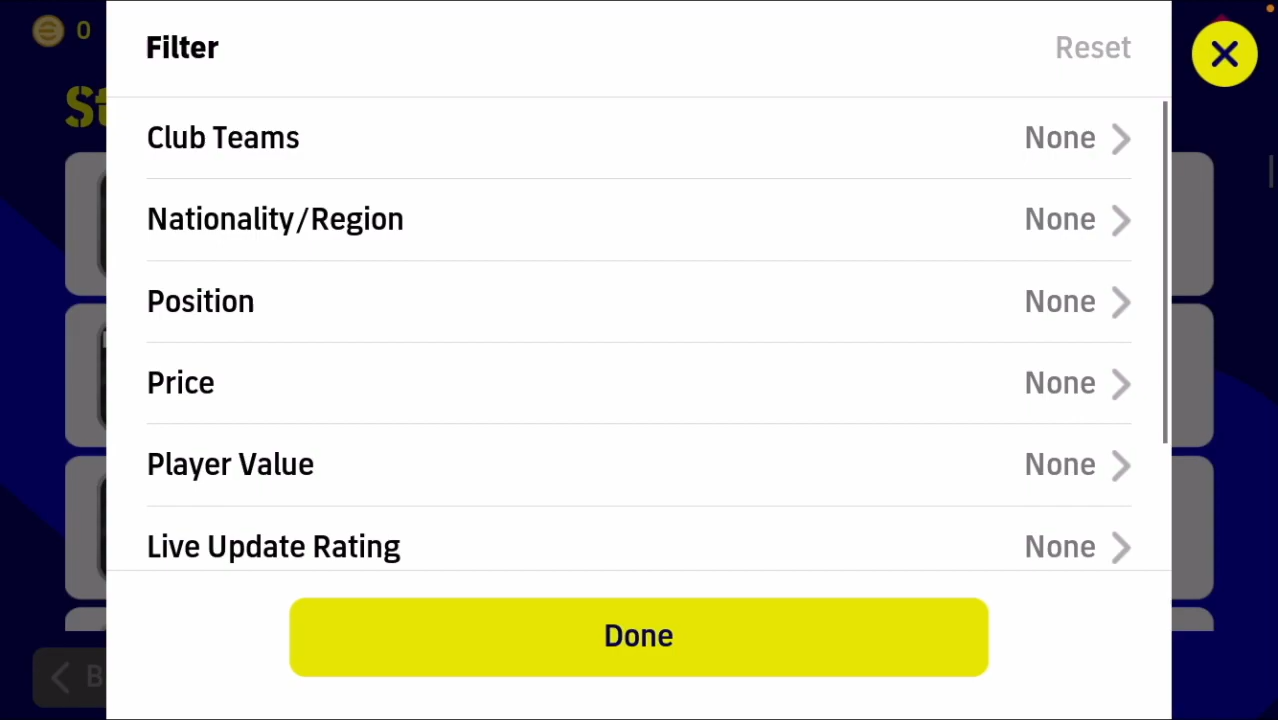 0
Filter
Reset
St
Club Teams
None
Nationality/Region
None
Position
None
Price
None
Player Value
None
Live Update Rating
None
Done
B